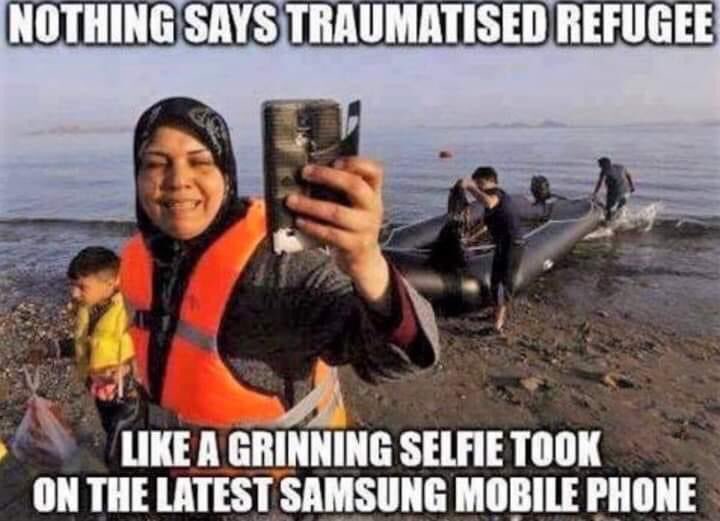 NOTHING SAYS TRAUMATISED REFUGEE
LIKE A GRINNING SELFIE TOOK
ON THE LATEST SAMSUNG MOBILE PHONE